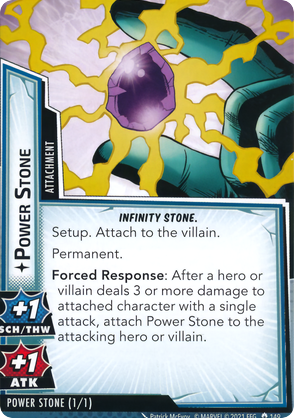 POWER STONE
ATTACHMENT
INFINITY STONE.
Setup. Attach to the villain.
Permanent.
Forced Response: After a hero or
villain deals 3 or more damage to
attached character with a single
attack, attach Power Stone to the
attacking hero or villain.
+1
SCH/THW
+1
ATK
POWER STONE (1/1)
Patrick McEvoy. © MARVEL © 2021 FFG. 149